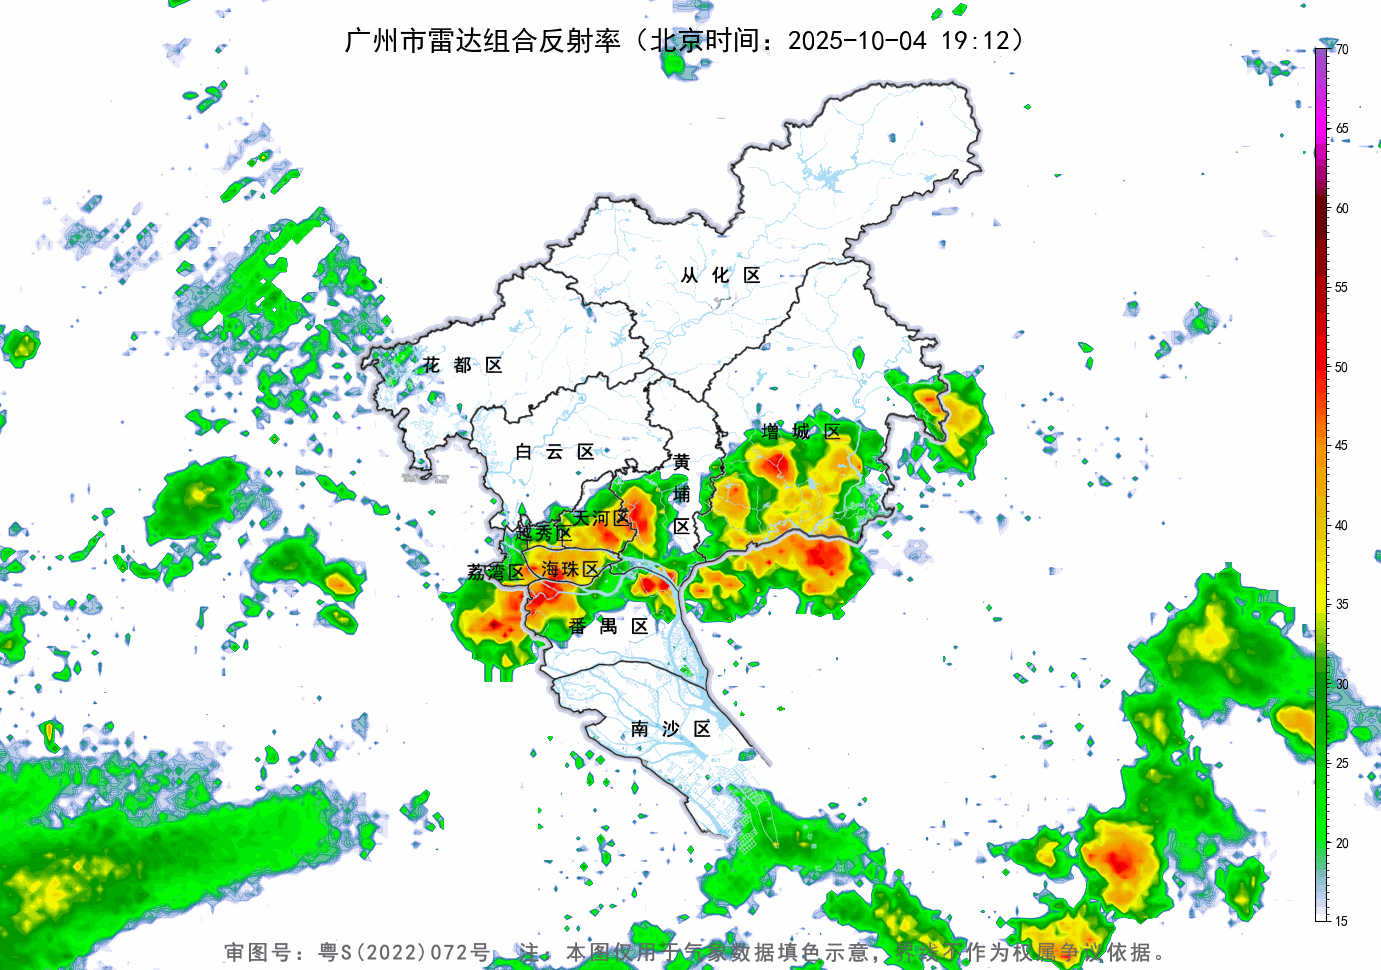 广州市雷达组合反射率（北京时间：2025-10-04 19:12）
70
65
60
55
50
45
40
35
30
25
20
15
从化区
花都区
增城区
白云区
黄埔区
天河区
越秀区
荔湾区
海珠区
番禺区
南沙区
审图号：粤S(2022)072号　注：本图仅用于气象数据填色示意，界线不作为权属争议依据。